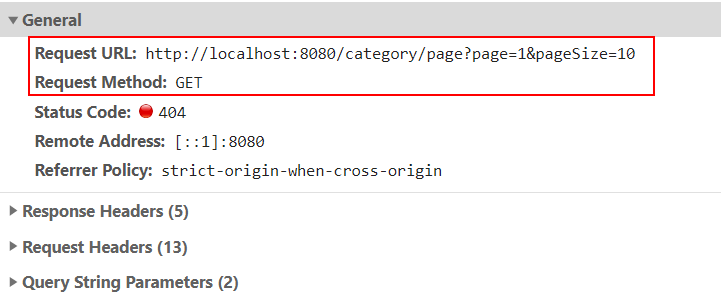 General
Request URL: http://localhost:8080/category/page?page=1&pageSize=10
Request Method: GET
Status Code: 404
Remote Address: [::1]:8080
Referrer Policy: strict-origin-when-cross-origin
Response Headers (5)
Request Headers (13)
Query String Parameters (2)